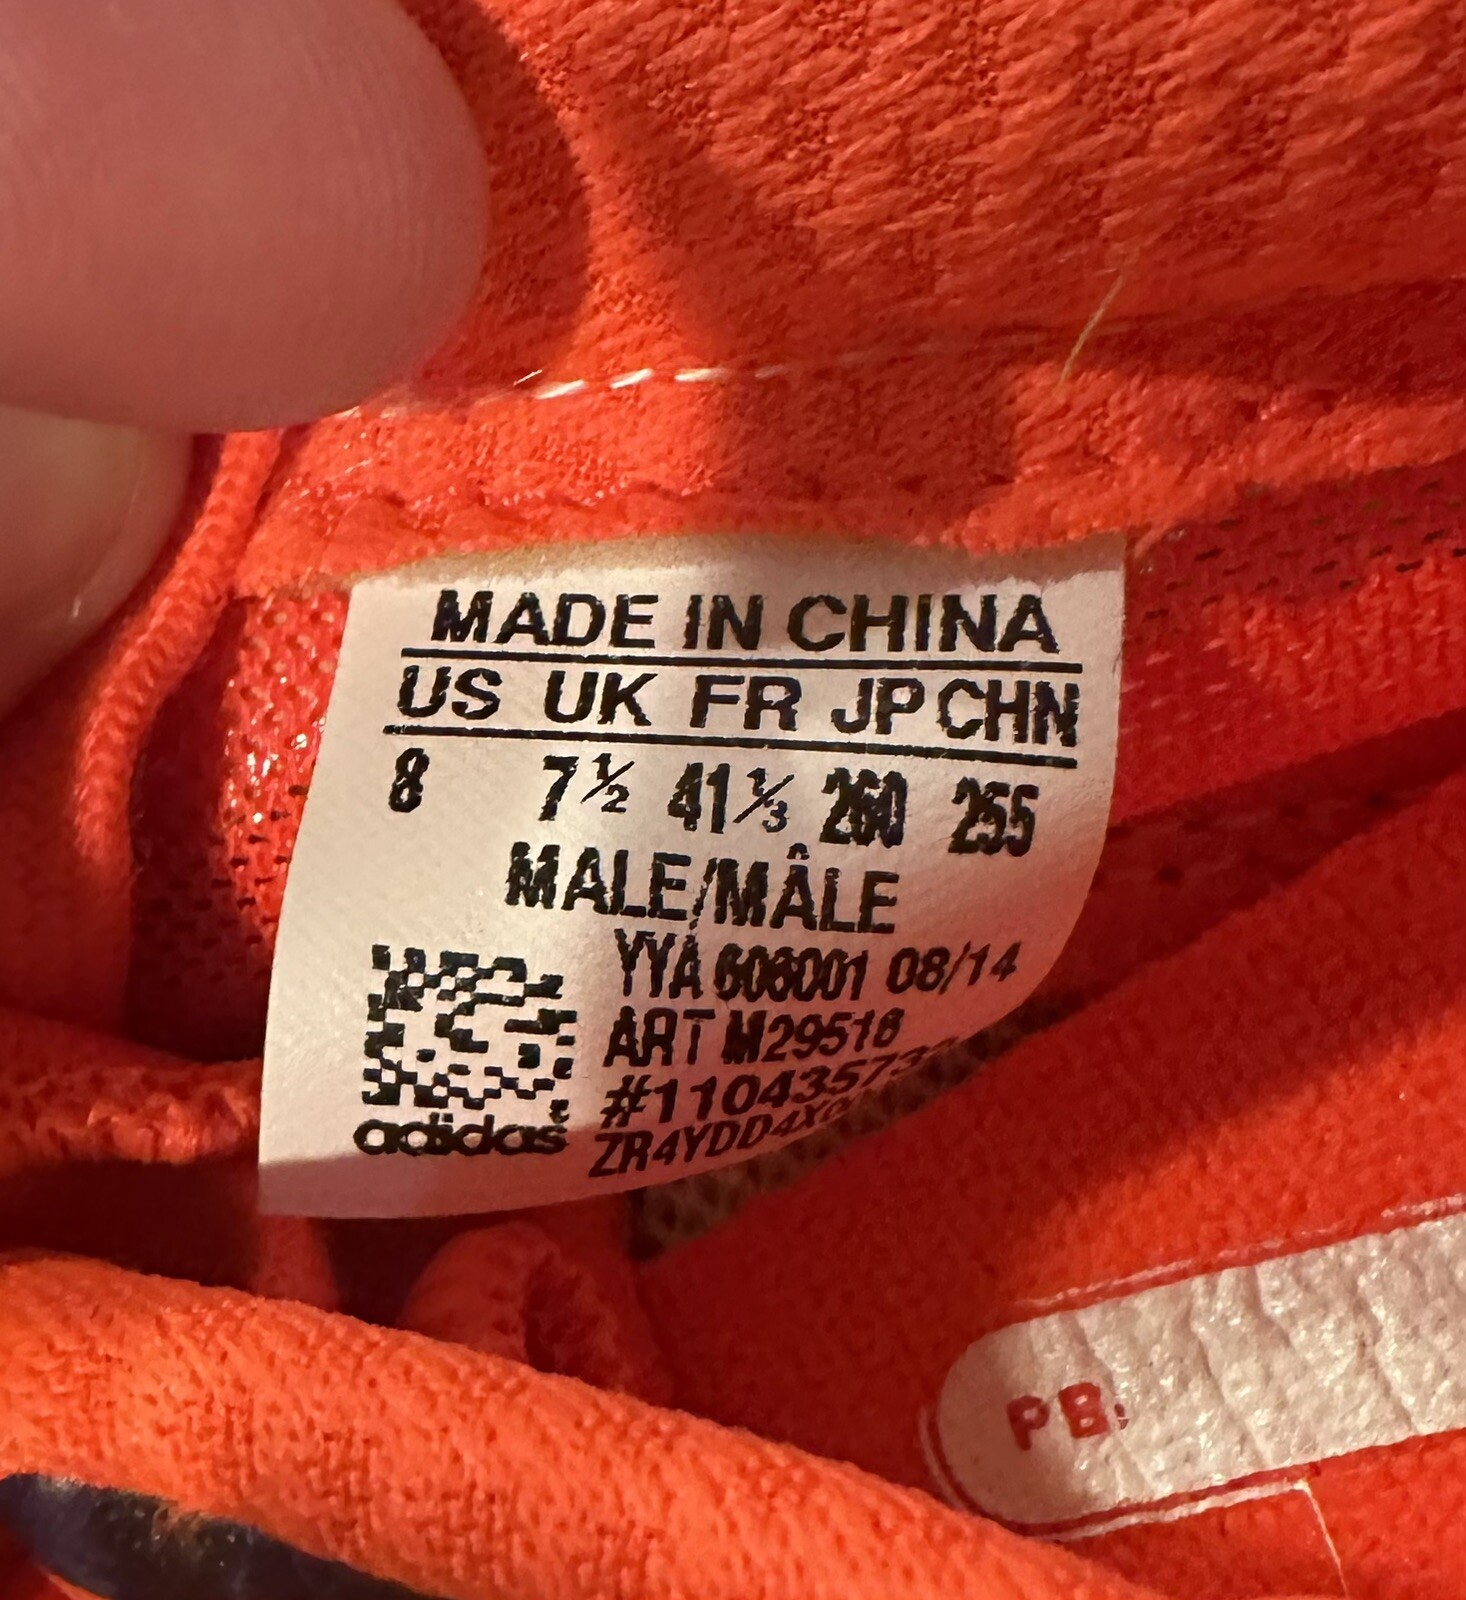 MADE IN CHINA
US UK FR JP CHN
8 7½ 41⅓ 260 255
MALE/MÂLE
YYA 606001 08/14
ART M29516
adidas
PB.